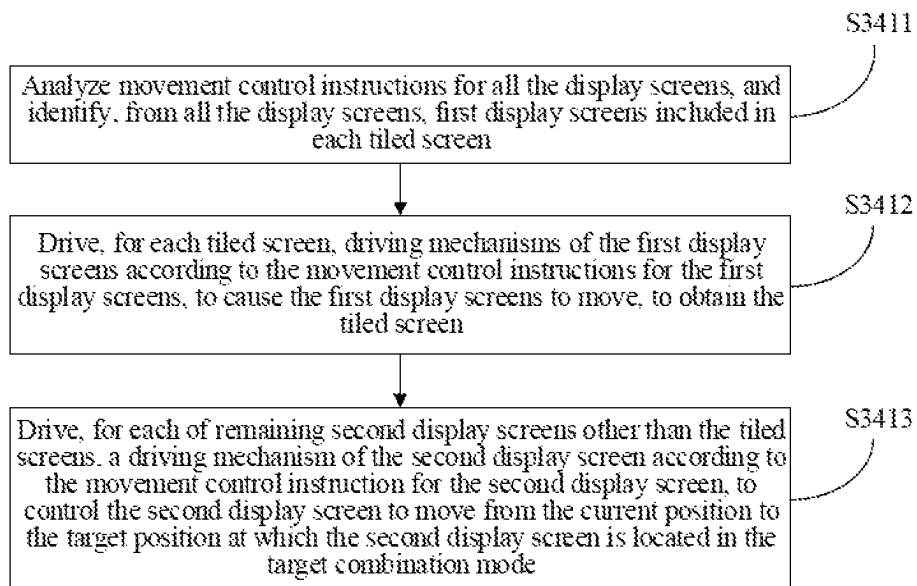 S3411
Analyze movement control instructions for all the display screens, and
identify, from all the display screens, first display screens included in
each tiled screen
S3412
Drive, for each tiled screen, driving mechanisms of the first display
screens according to the movement control instructions for the first
display screens, to cause the first display screens to move, to obtain the
tiled screen
S3413
Drive, for each of remaining second display screens other than the tiled
screens, a driving mechanism of the second display screen according to
the movement control instruction for the second display screen, to
control the second display screen to move from the current position to
the target position at which the second display screen is located in the
target combination mode